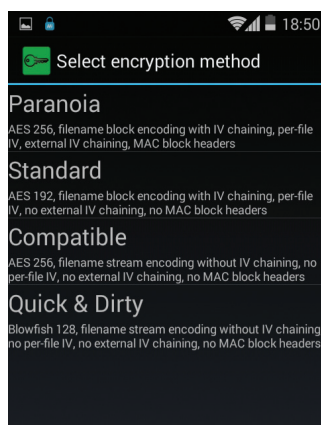 18:50
Select encryption method
Paranoia
AES 256, filename block encoding with IV chaining, per-file
IV, external IV chaining, MAC block headers
Standard
AES 192, filename block encoding with IV chaining, per-file
IV, no external IV chaining, no MAC block headers
Compatible
AES 256, filename stream encoding without IV chaining, no
per-file IV, no external IV chaining, no MAC block headers
Quick & Dirty
Blowfish 128, filename stream encoding without IV chaining
no per-file IV, no external IV chaining, no MAC block headers